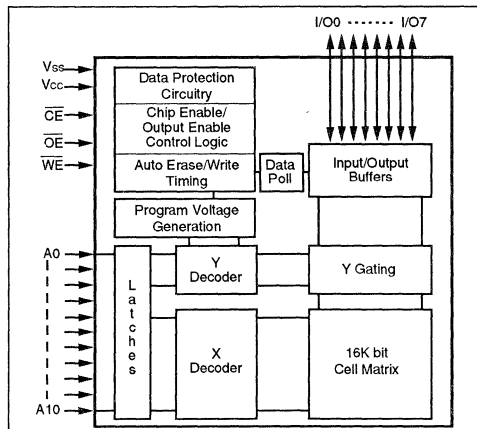 I/O0 ........ I/O7
Vss
Vcc
CE
OE
WE
Data Protection
Circuitry
Chip Enable/
Output Enable
Control Logic
Auto Erase/Write
Timing
Data
Poll
Input/Output
Buffers
Program Voltage
Generation
A0
A10
Latches
Y
Decoder
Y Gating
X
Decoder
16K bit
Cell Matrix